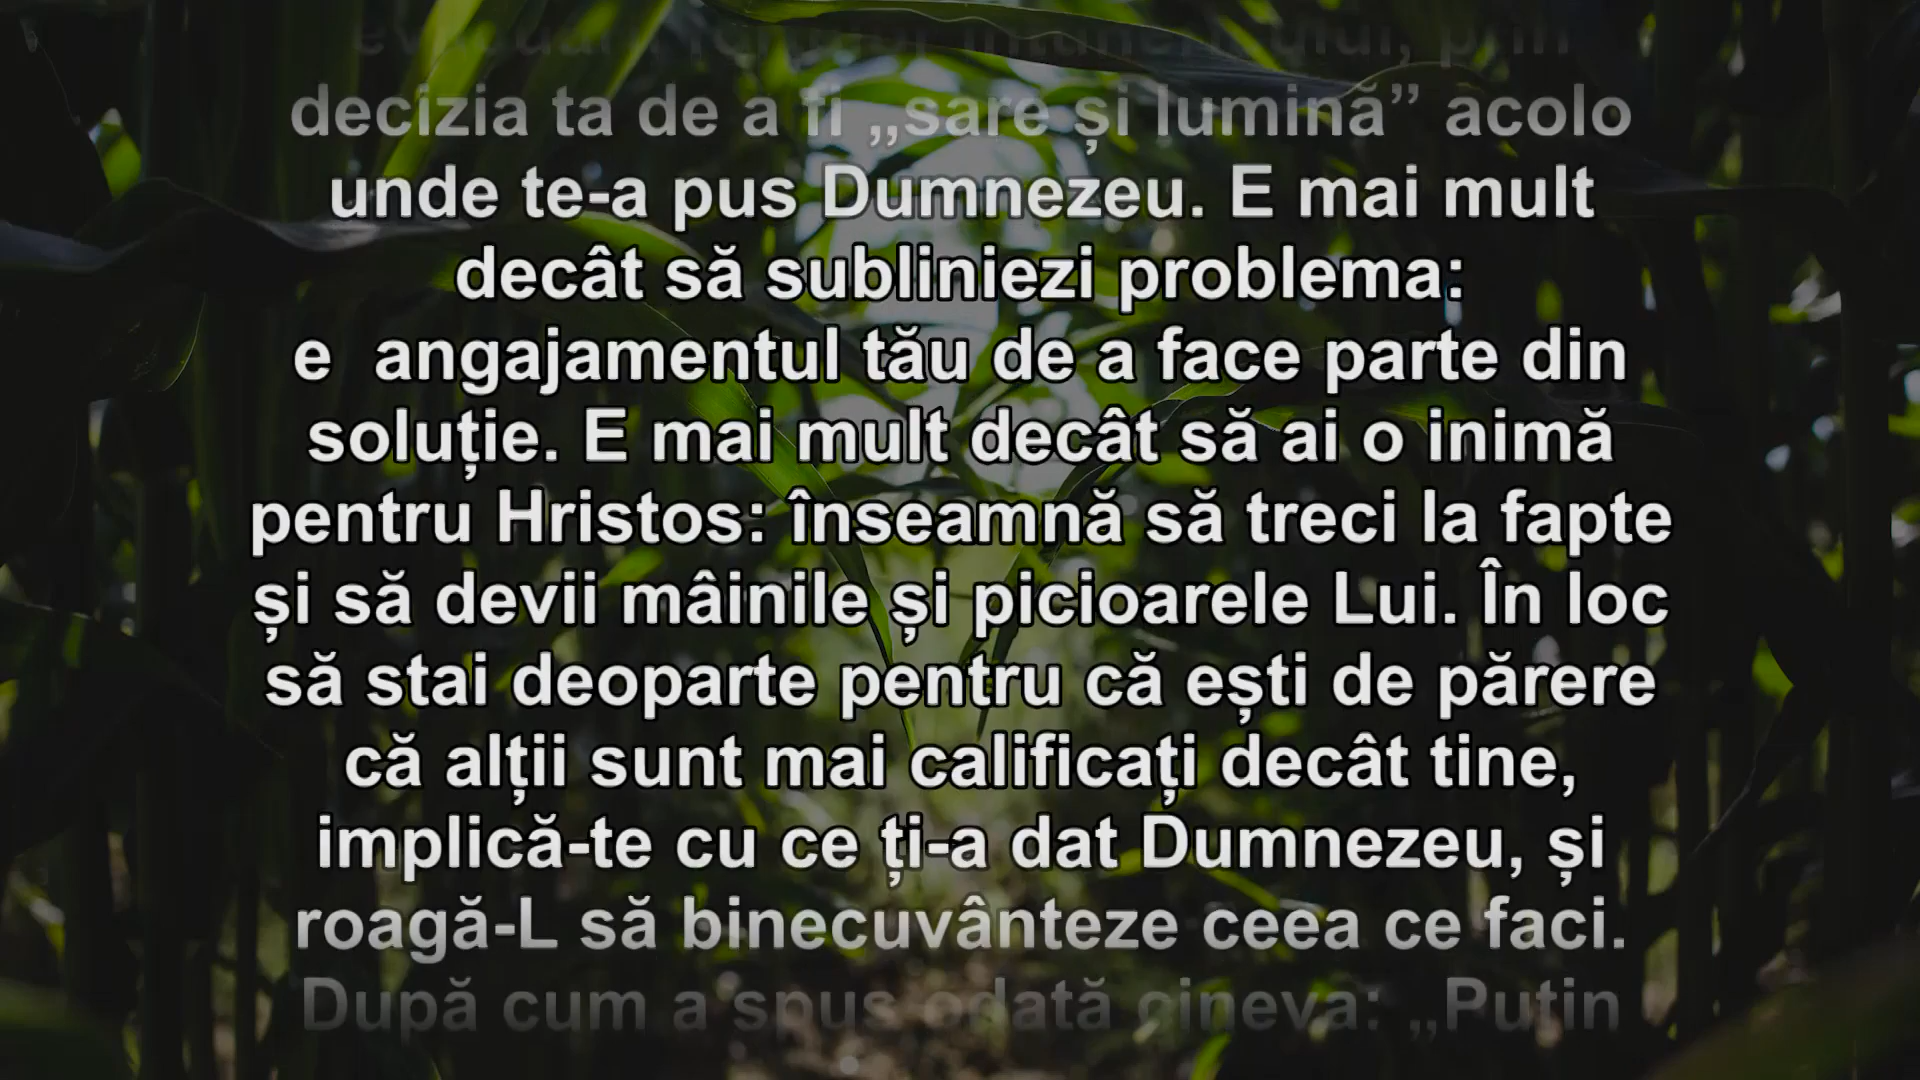 decizia ta de a fi „sare și lumină” acolo
unde te-a pus Dumnezeu. E mai mult
decât să subliniezi problema:
e  angajamentul tău de a face parte din
soluție. E mai mult decât să ai o inimă
pentru Hristos: înseamnă să treci la fapte
și să devii mâinile și picioarele Lui. În loc
să stai deoparte pentru că ești de părere
că alții sunt mai calificați decât tine,
implică-te cu ce ți-a dat Dumnezeu, și
roagă-L să binecuvânteze ceea ce faci.
După cum a spus odată cineva: „Puțin